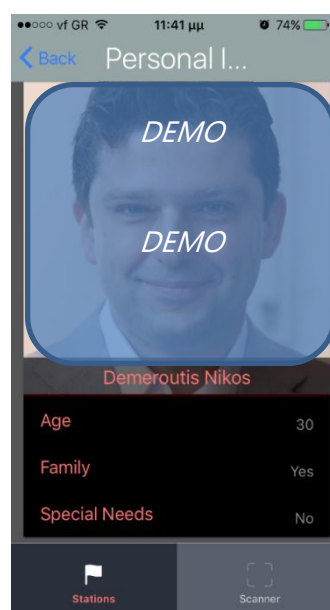 vf GR 11:41 μμ 74%
Back Personal I...
DEMO
DEMO
Demeroutis Nikos
Age 30
Family Yes
Special Needs No
Stations Scanner